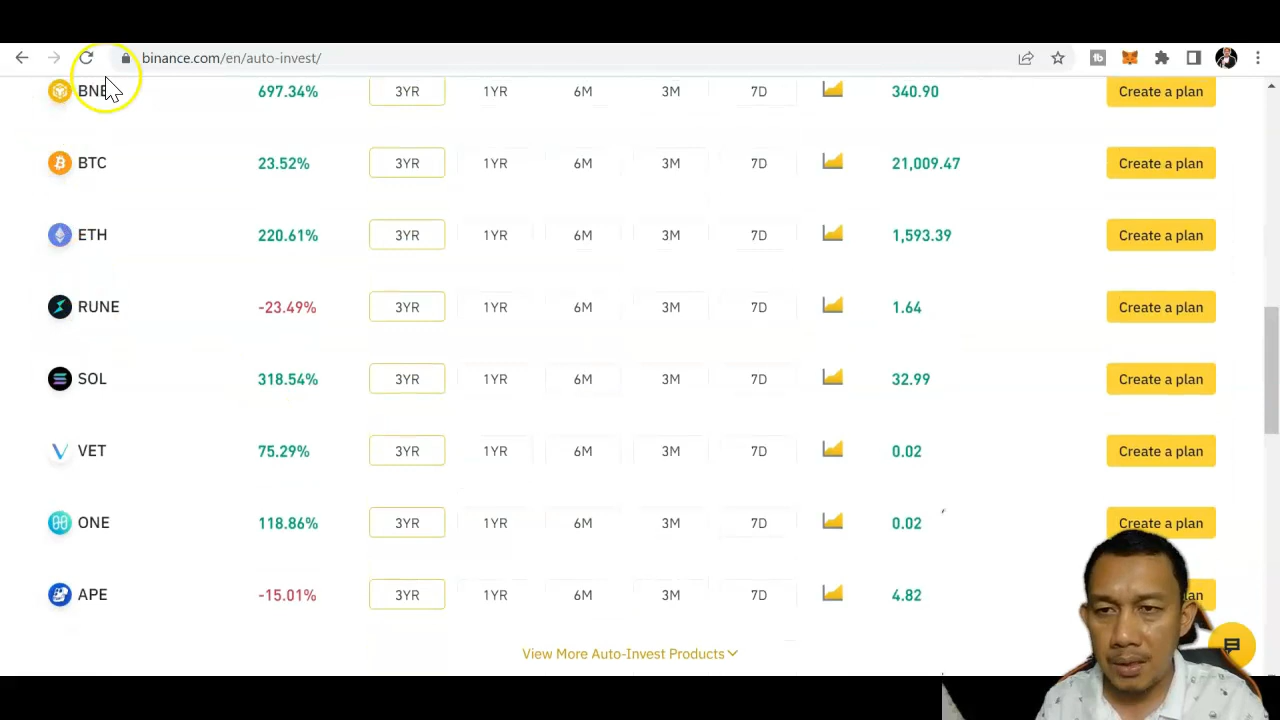 binance.com/en/auto-invest/
BNB 697.34% 3YR 1YR 6M 3M 7D 340.90 Create a plan
BTC 23.52% 3YR 1YR 6M 3M 7D 21,009.47 Create a plan
ETH 220.61% 3YR 1YR 6M 3M 7D 1,593.39 Create a plan
RUNE -23.49% 3YR 1YR 6M 3M 7D 1.64 Create a plan
SOL 318.54% 3YR 1YR 6M 3M 7D 32.99 Create a plan
VET 75.29% 3YR 1YR 6M 3M 7D 0.02 Create a plan
ONE 118.86% 3YR 1YR 6M 3M 7D 0.02 Create a plan
APE -15.01% 3YR 1YR 6M 3M 7D 4.82 plan
View More Auto-Invest Products